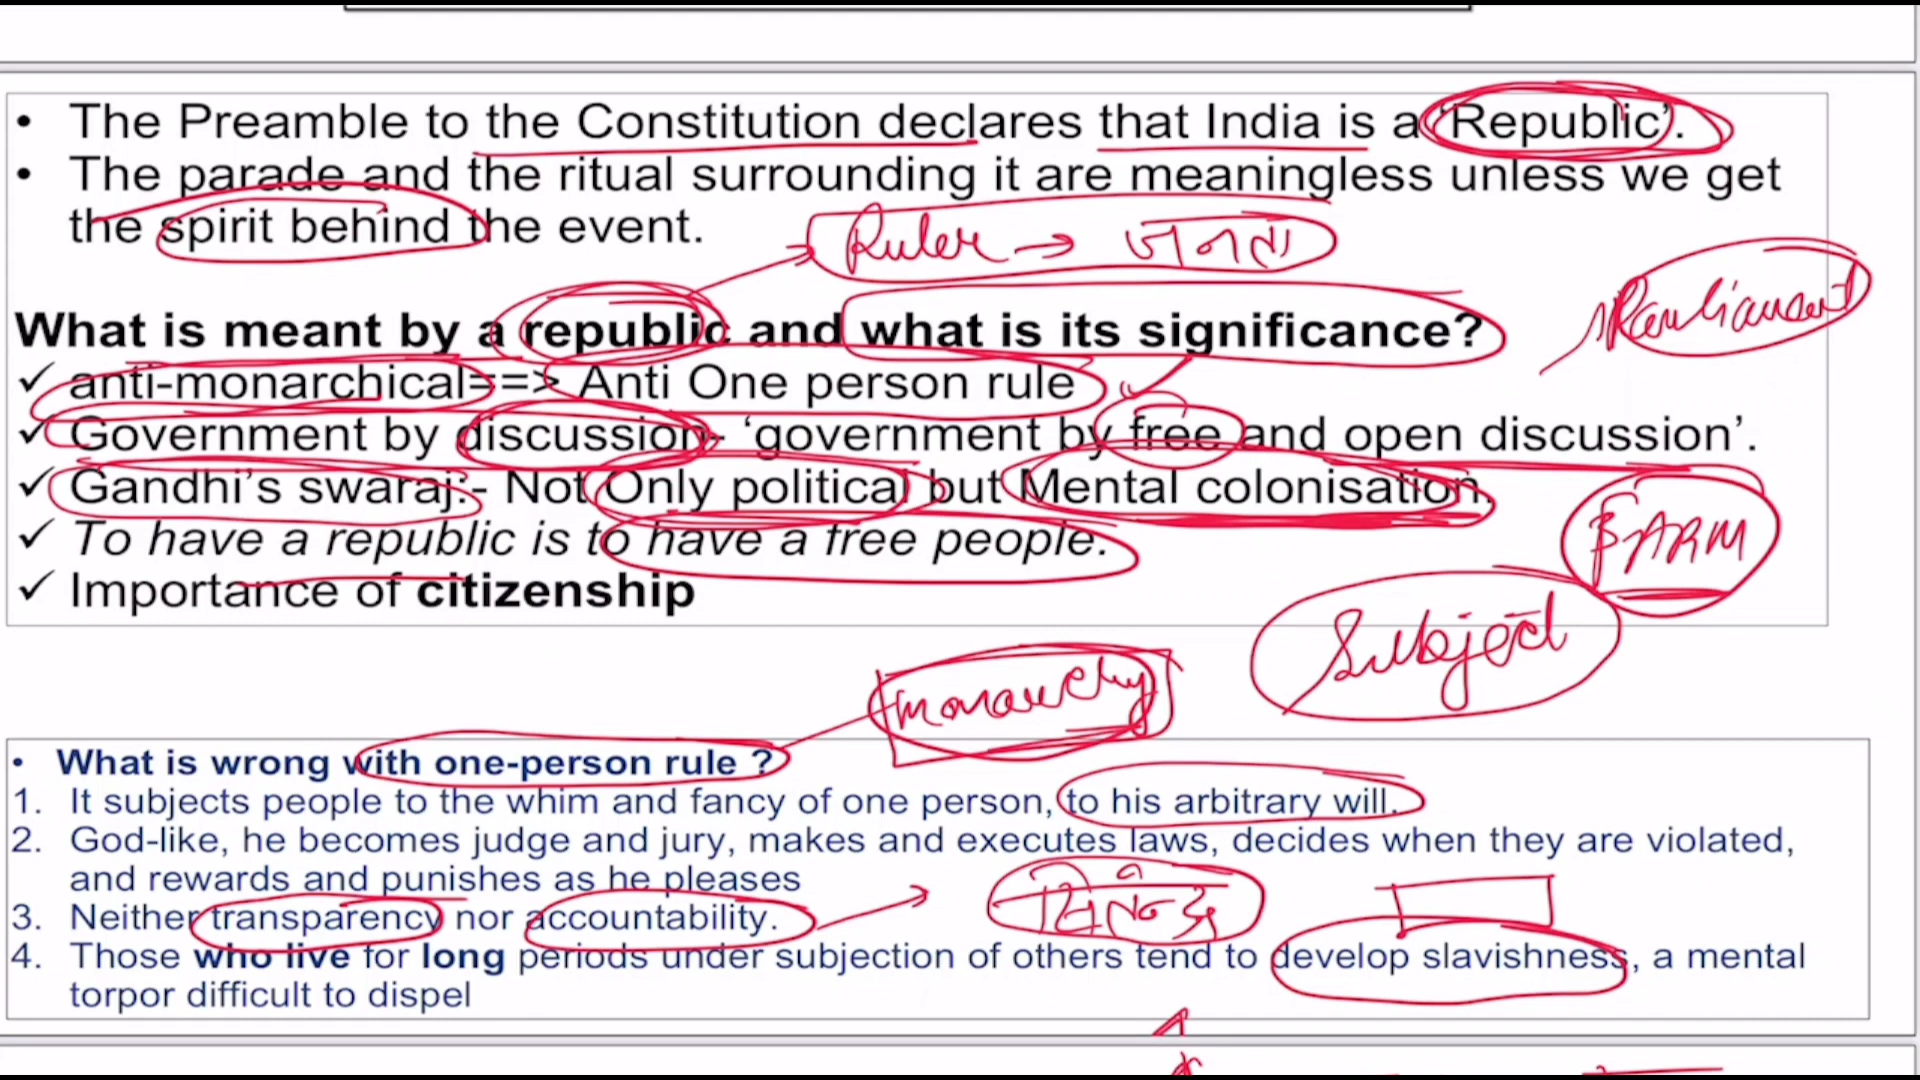 • The Preamble to the Constitution declares that India is a 'Republic'.
• The parade and the ritual surrounding it are meaningless unless we get
the spirit behind the event.
Ruler → जनता
Parliament
What is meant by a republic and what is its significance?
✓ anti-monarchical==> Anti One person rule
✓ Government by discussion- 'government by free and open discussion'.
✓ Gandhi's swaraj:- Not Only political but Mental colonisation.
✓ To have a republic is to have a free people.
FARM
✓ Importance of citizenship
Subject
monarchy
• What is wrong with one-person rule ?
1. It subjects people to the whim and fancy of one person, to his arbitrary will.
2. God-like, he becomes judge and jury, makes and executes laws, decides when they are violated,
and rewards and punishes as he pleases
3. Neither transparency nor accountability.
4. Those who live for long periods under subjection of others tend to develop slavishness, a mental
torpor difficult to dispel